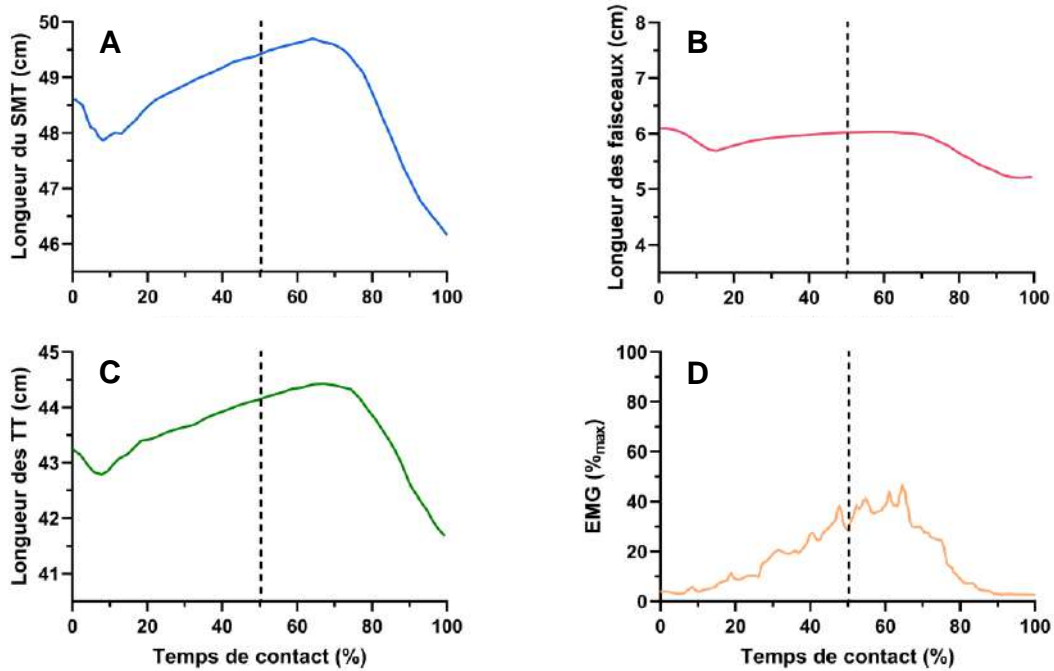 A
Longueur du SMT (cm)
50
49
48
47
46
0 20 40 60 80 100
B
Longueur des faisceaux (cm)
8
7
6
5
4
0 20 40 60 80 100
C
Longueur des TT (cm)
45
44
43
42
41
0 20 40 60 80 100
Temps de contact (%)
D
EMG (%max)
100
80
60
40
20
0
0 20 40 60 80 100
Temps de contact (%)